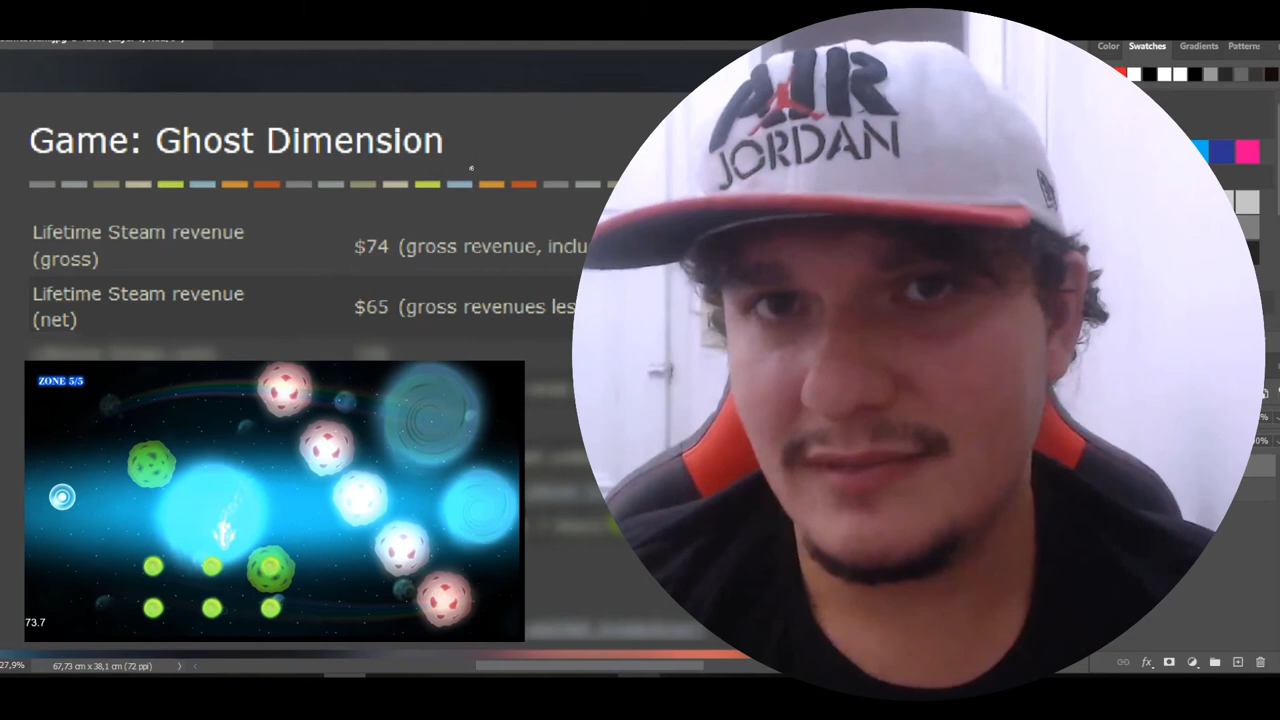 Color Swatches Gradients Patterns
Game: Ghost Dimension
Lifetime Steam revenue
(gross)
$74 (gross revenue, inclu
Lifetime Steam revenue
(net)
$65 (gross revenues les
ZONE 5/5
73.7
27,9% 67,73 cm x 38,1 cm (72 ppi)
AIR
JORDAN
fx